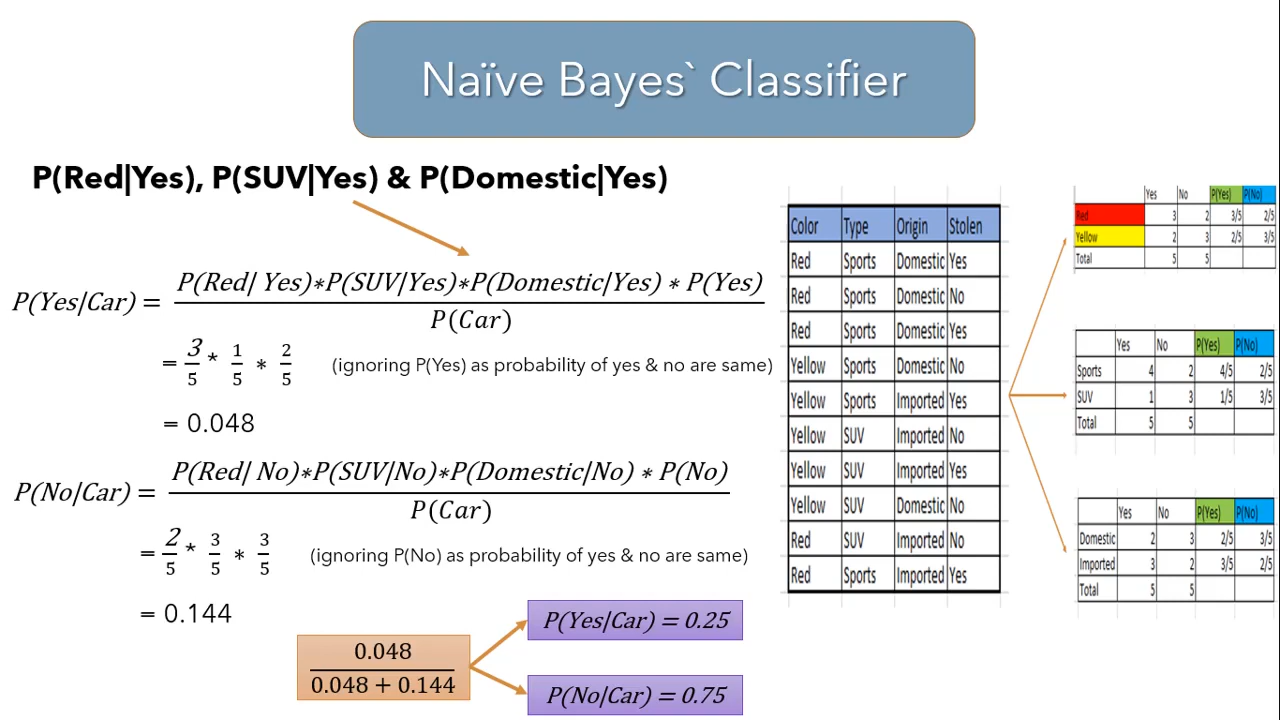 Naïve Bayes` Classifier
P(Red|Yes), P(SUV|Yes) & P(Domestic|Yes)
P(Yes/Car) = P(Red| Yes)∗P(SUV|Yes)∗P(Domestic|Yes) ∗ P(Yes)
P(Car)
= 3/5 * 1/5 ∗ 2/5 (ignoring P(Yes) as probability of yes & no are same)
= 0.048
P(No/Car) = P(Red| No)∗P(SUV|No)∗P(Domestic|No) ∗ P(No)
P(Car)
= 2/5 * 3/5 ∗ 3/5 (ignoring P(No) as probability of yes & no are same)
= 0.144
0.048
0.048 + 0.144
P(Yes/Car) = 0.25
P(No/Car) = 0.75
Color Type Origin Stolen
Red Sports Domestic Yes
Red Sports Domestic No
Red Sports Domestic Yes
Yellow Sports Domestic No
Yellow Sports Imported Yes
Yellow SUV Imported No
Yellow SUV Imported Yes
Yellow SUV Domestic No
Red SUV Imported No
Red Sports Imported Yes
Yes No P(Yes) P(No)
Red 3 2 3/5 2/5
Yellow 2 3 2/5 3/5
Total 5 5
Yes No P(Yes) P(No)
Sports 4 2 4/5 2/5
SUV 1 3 1/5 3/5
Total 5 5
Yes No P(Yes) P(No)
Domestic 2 3 2/5 3/5
Imported 3 2 3/5 2/5
Total 5 5